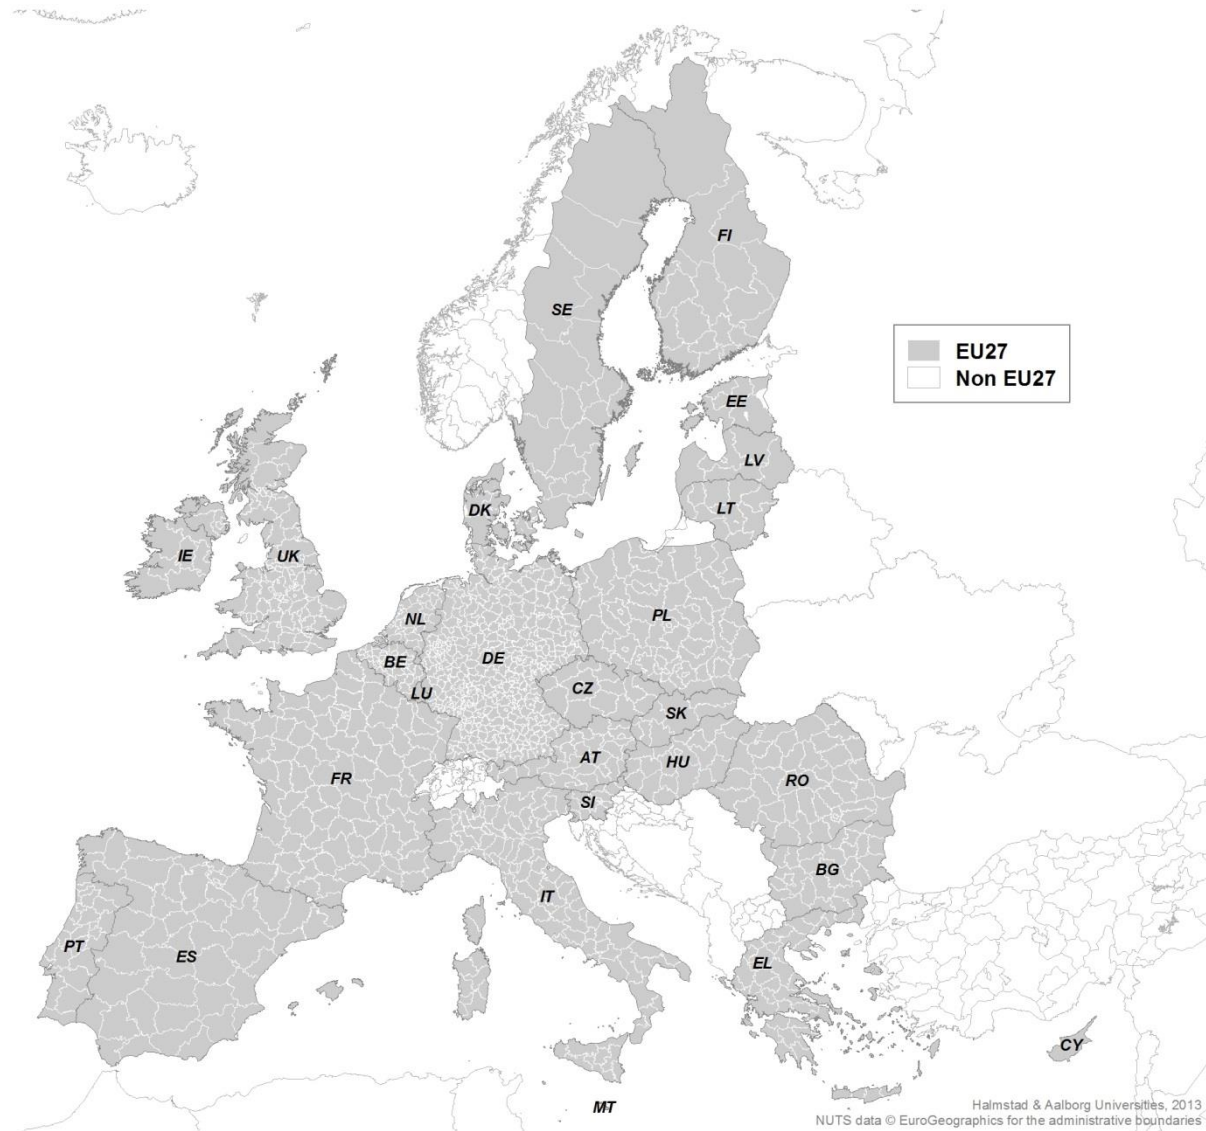 FI
SE
EU27
Non EU27
EE
LV
LT
DK
IE
UK
NL
PL
BE
DE
LU
CZ
SK
AT
HU
FR
RO
SI
BG
IT
PT
ES
EL
CY
MT
Halmstad & Aalborg Universities, 2013
NUTS data © EuroGeographics for the administrative boundaries